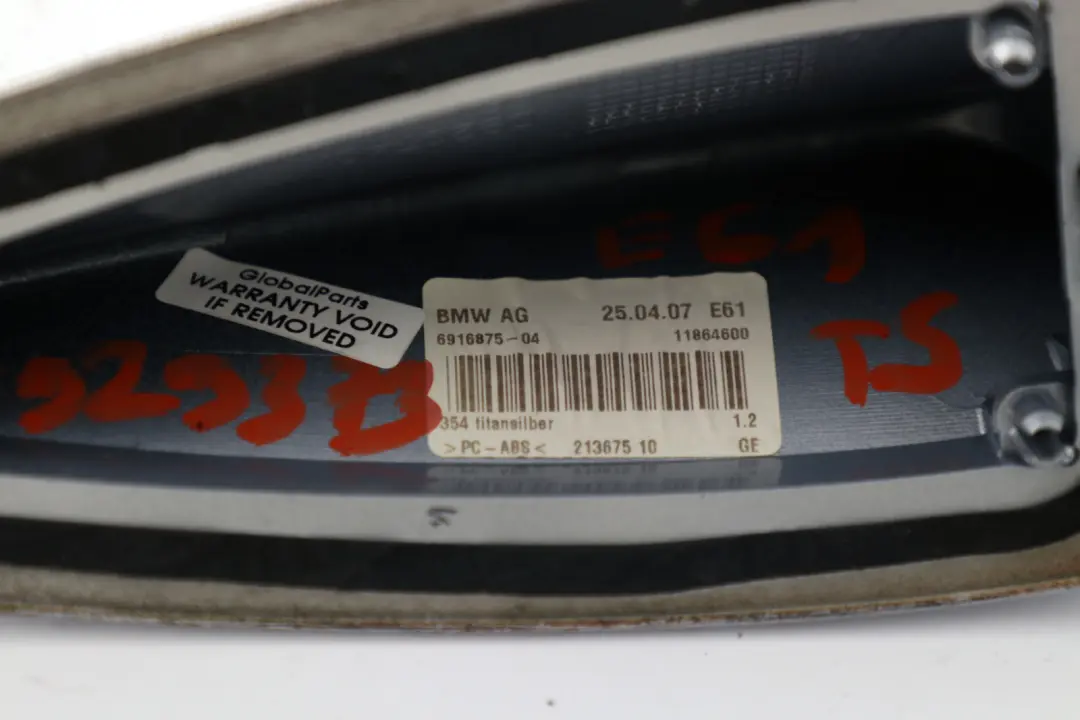 E61
GlobalParts
WARRANTY VOID
IF REMOVED
BMW AG 25.04.07 E61
6916875-04 11864600
354 titansilber 1.2
>PC-ABS< 213675 10 GE
TS